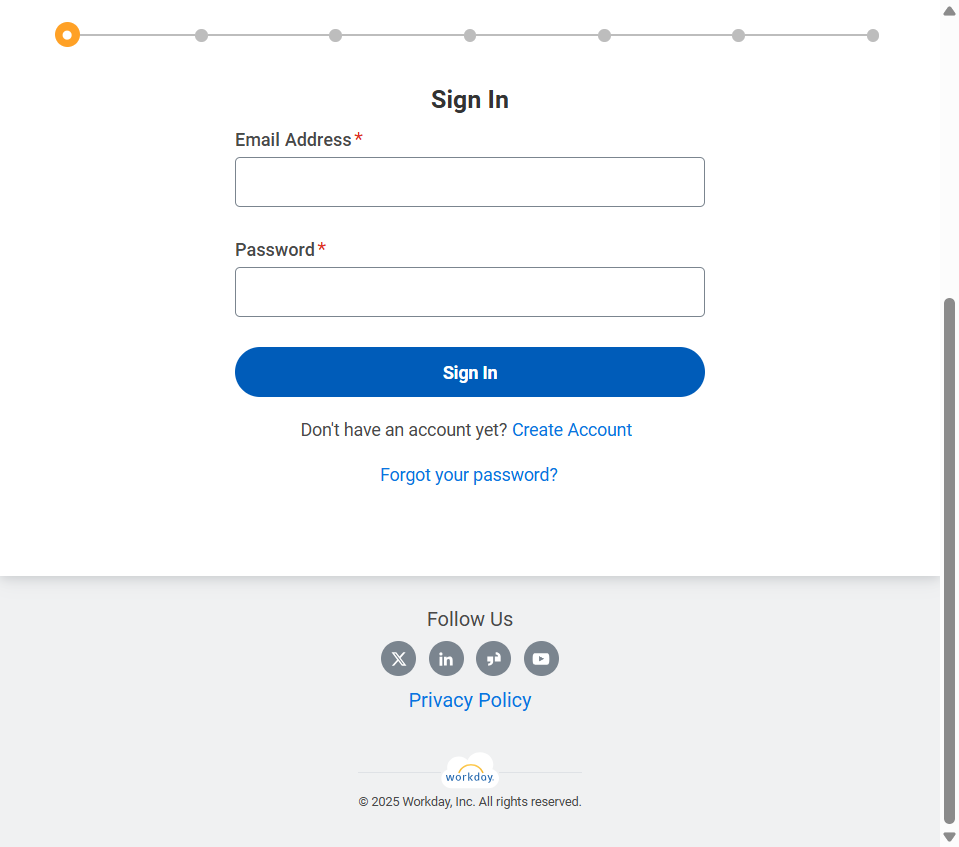 Sign In
Email Address*
Password*
Sign In
Don't have an account yet? Create Account
Forgot your password?
Follow Us
X
in
Privacy Policy
workday.
© 2025 Workday, Inc. All rights reserved.